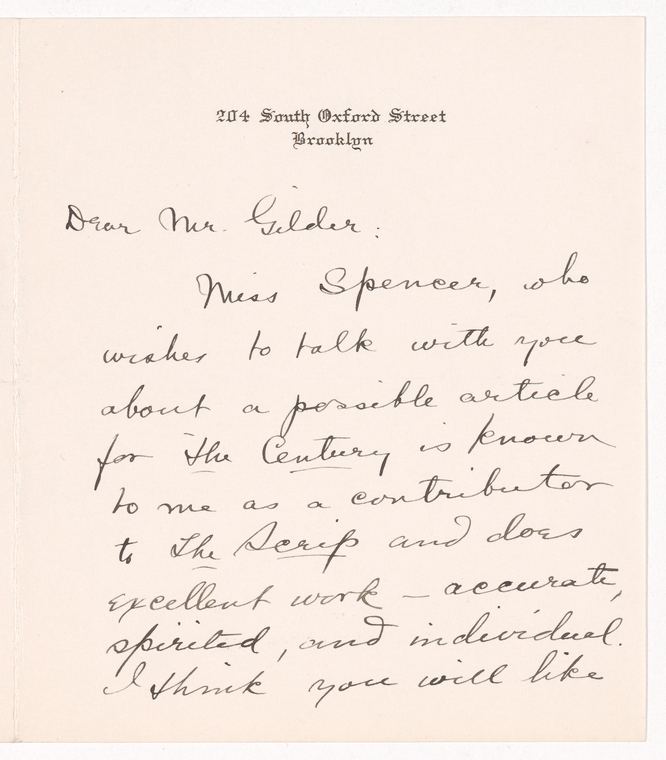 204 South Oxford Street
Brooklyn
Dear Mr. Gilder:
Miss Spencer, who
wishes to talk with you
about a possible article
for The Century is known
to me as a contributor
to The Scrip and does
excellent work – accurate,
spirited, and individual.
I think you will like